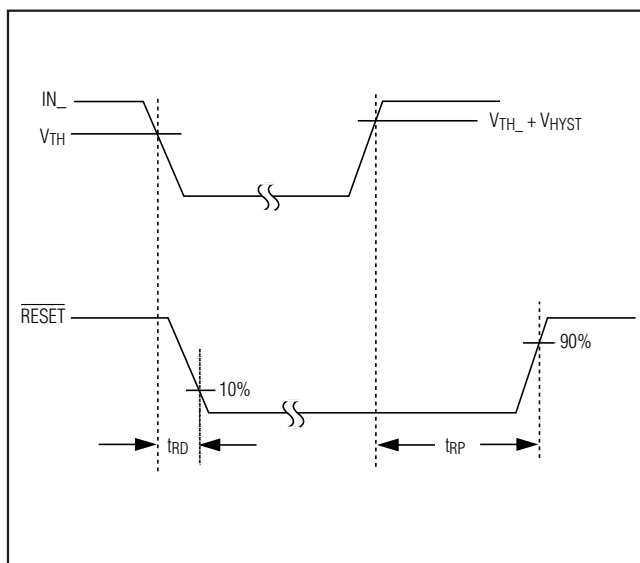 IN_
VTH
VTH_ + VHYST
RESET
10%
90%
tRD
tRP